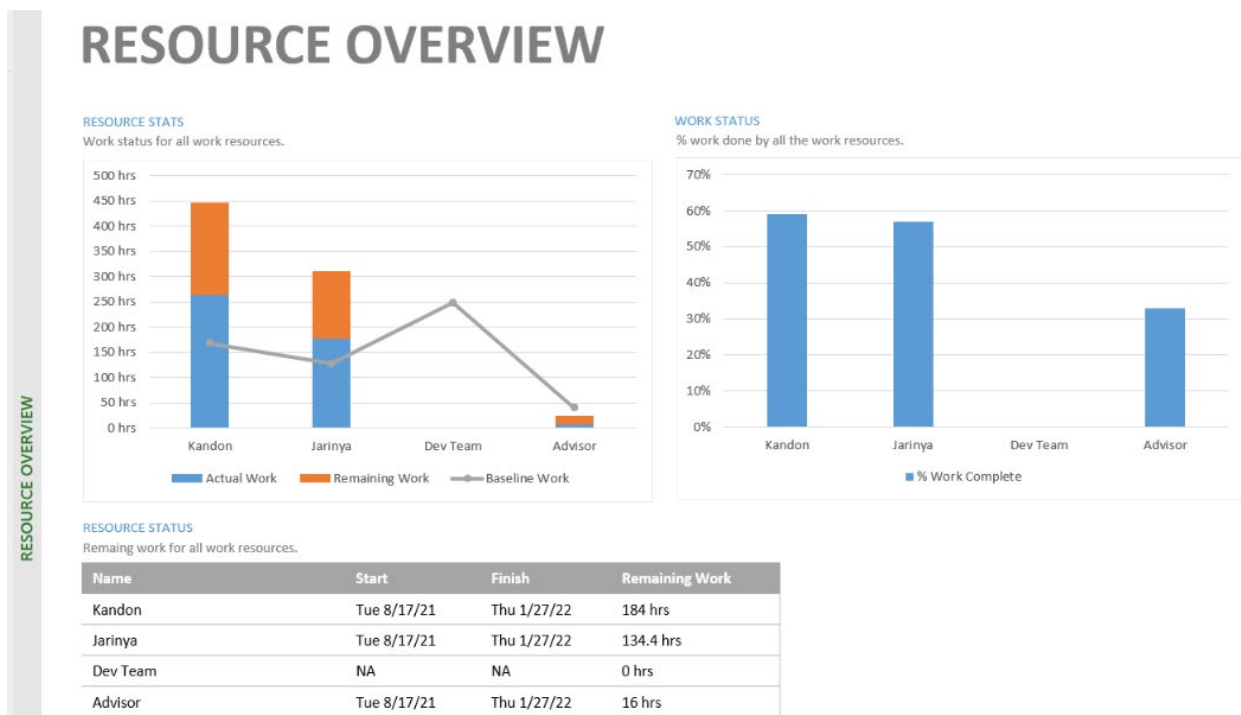 RESOURCE OVERVIEW
RESOURCE STATS
Work status for all work resources.
500 hrs
450 hrs
400 hrs
350 hrs
300 hrs
250 hrs
200 hrs
150 hrs
100 hrs
50 hrs
0 hrs
Kandon Jarinya Dev Team Advisor
Actual Work Remaining Work Baseline Work
WORK STATUS
% work done by all the work resources.
70%
60%
50%
40%
30%
20%
10%
0%
Kandon Jarinya Dev Team Advisor
% Work Complete
RESOURCE STATUS
Remaing work for all work resources.
Name Start Finish Remaining Work
Kandon Tue 8/17/21 Thu 1/27/22 184 hrs
Jarinya Tue 8/17/21 Thu 1/27/22 134.4 hrs
Dev Team NA NA 0 hrs
Advisor Tue 8/17/21 Thu 1/27/22 16 hrs
RESOURCE OVERVIEW